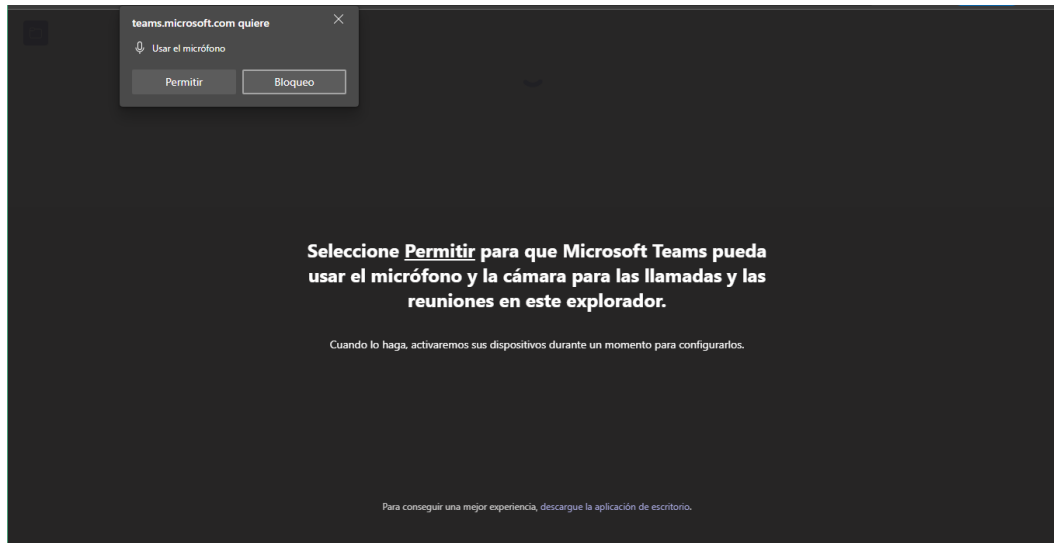 teams.microsoft.com quiere
Usar el micrófono
Permitir Bloqueo
Seleccione Permitir para que Microsoft Teams pueda
usar el micrófono y la cámara para las llamadas y las
reuniones en este explorador.
Cuando lo haga, activaremos sus dispositivos durante un momento para configurarlos.
Para conseguir una mejor experiencia, descargue la aplicación de escritorio.